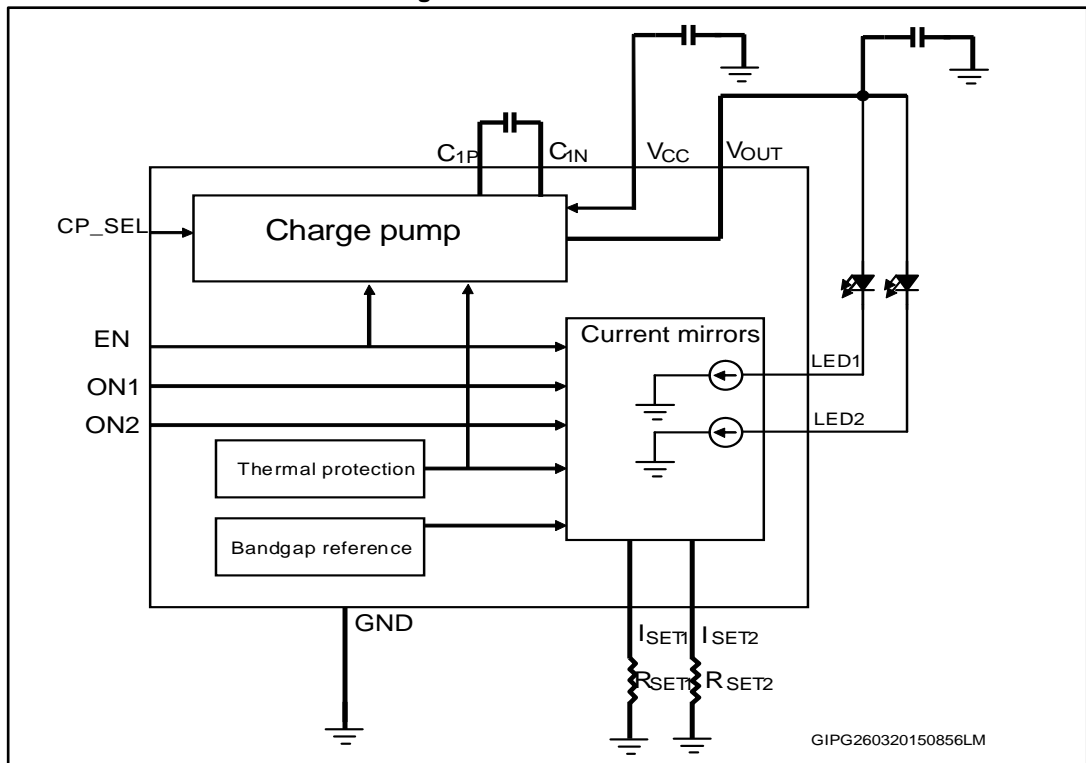 C1P
C1N
VCC
VOUT
CP_SEL
Charge pump
EN
Current mirrors
LED1
ON1
ON2
LED2
Thermal protection
Bandgap reference
GND
ISET1
ISET2
RSET1
RSET2
GIPG260320150856LM